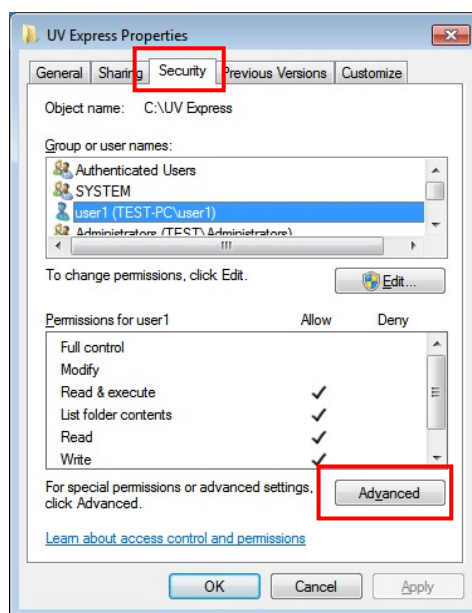 UV Express Properties
General Sharing Security Previous Versions Customize
Object name: C:\UV Express
Group or user names:
Authenticated Users
SYSTEM
user1 (TEST-PC\user1)
Administrators (TEST\Administrators)
To change permissions, click Edit.
Edit...
Permissions for user1 Allow Deny
Full control
Modify
Read & execute
List folder contents
Read
Write
For special permissions or advanced settings,
click Advanced.
Advanced
Learn about access control and permissions
OK Cancel Apply